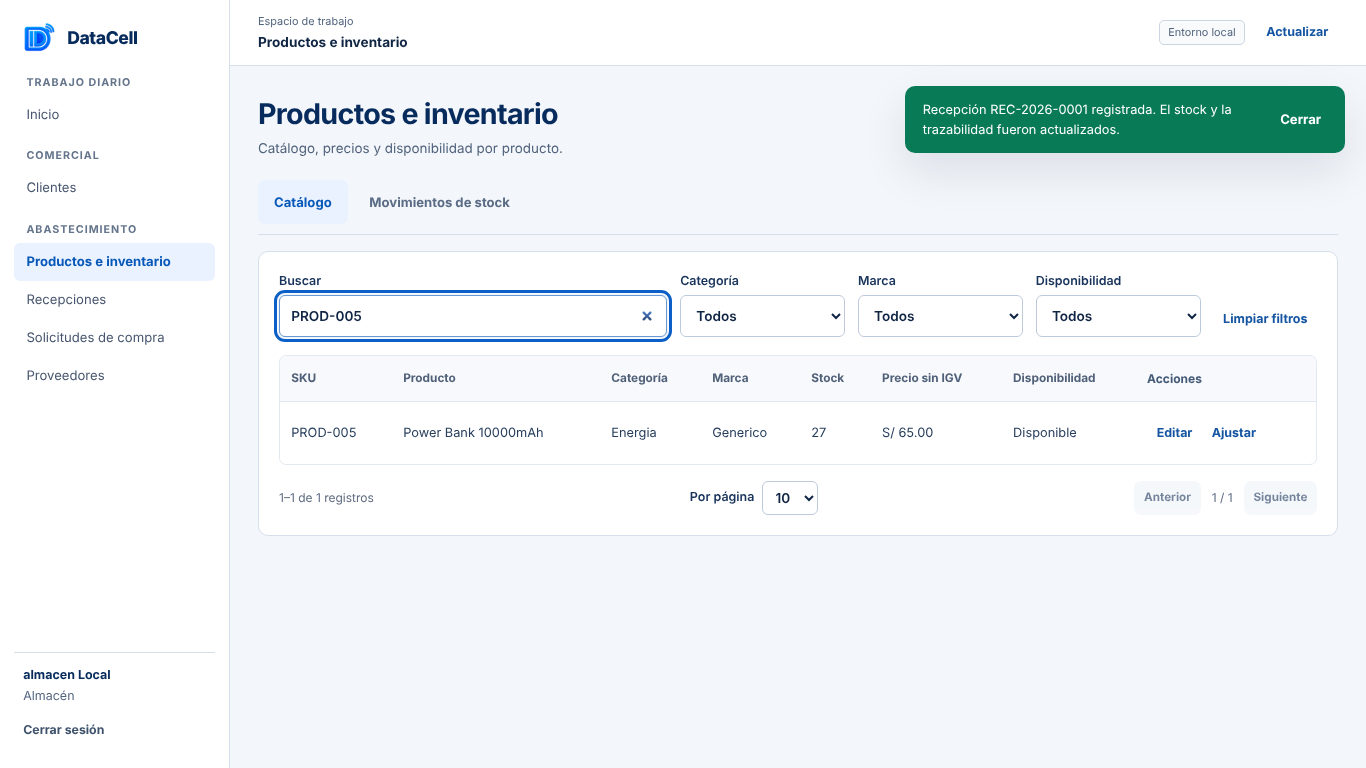 DataCell
TRABAJO DIARIO
Inicio
COMERCIAL
Clientes
ABASTECIMIENTO
Productos e inventario
Recepciones
Solicitudes de compra
Proveedores
almacen Local
Almacén
Cerrar sesión
Espacio de trabajo
Productos e inventario
Entorno local
Actualizar
Productos e inventario
Catálogo, precios y disponibilidad por producto.
Recepción REC-2026-0001 registrada. El stock y la
trazabilidad fueron actualizados.
Cerrar
Catálogo
Movimientos de stock
Buscar
Categoría
Marca
Disponibilidad
PROD-005
Todos
Todos
Todos
Limpiar filtros
SKU Producto Categoría Marca Stock Precio sin IGV Disponibilidad Acciones
PROD-005 Power Bank 10000mAh Energia Generico 27 S/ 65.00 Disponible Editar Ajustar
1–1 de 1 registros
Por página 10
Anterior 1 / 1 Siguiente